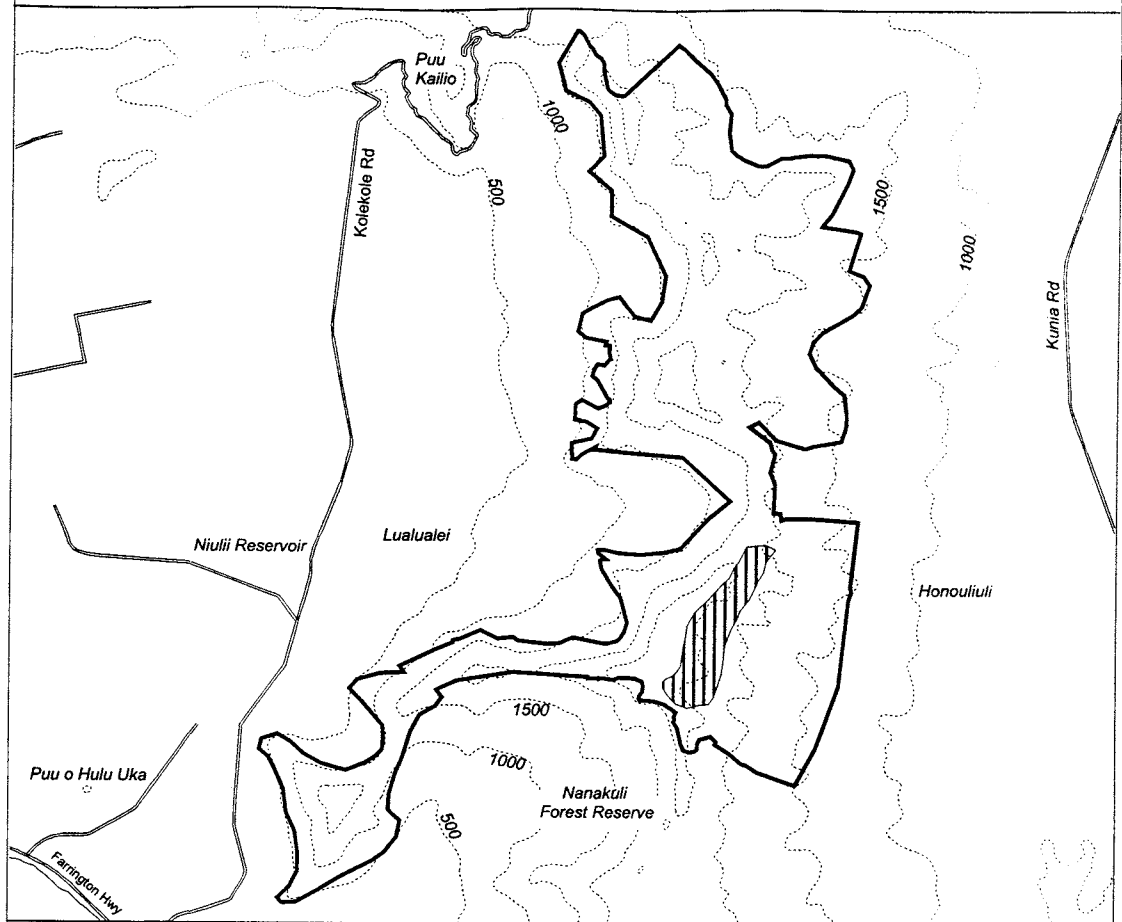 Puu
Kailio
1000
500
Kolekole Rd
1500
1000
Kunia Rd
Niulii Reservoir
Lualualei
Honouliuli
1500
1000
Puu o Hulu Uka
Nanakuli
Forest Reserve
500
Farrington Hwy